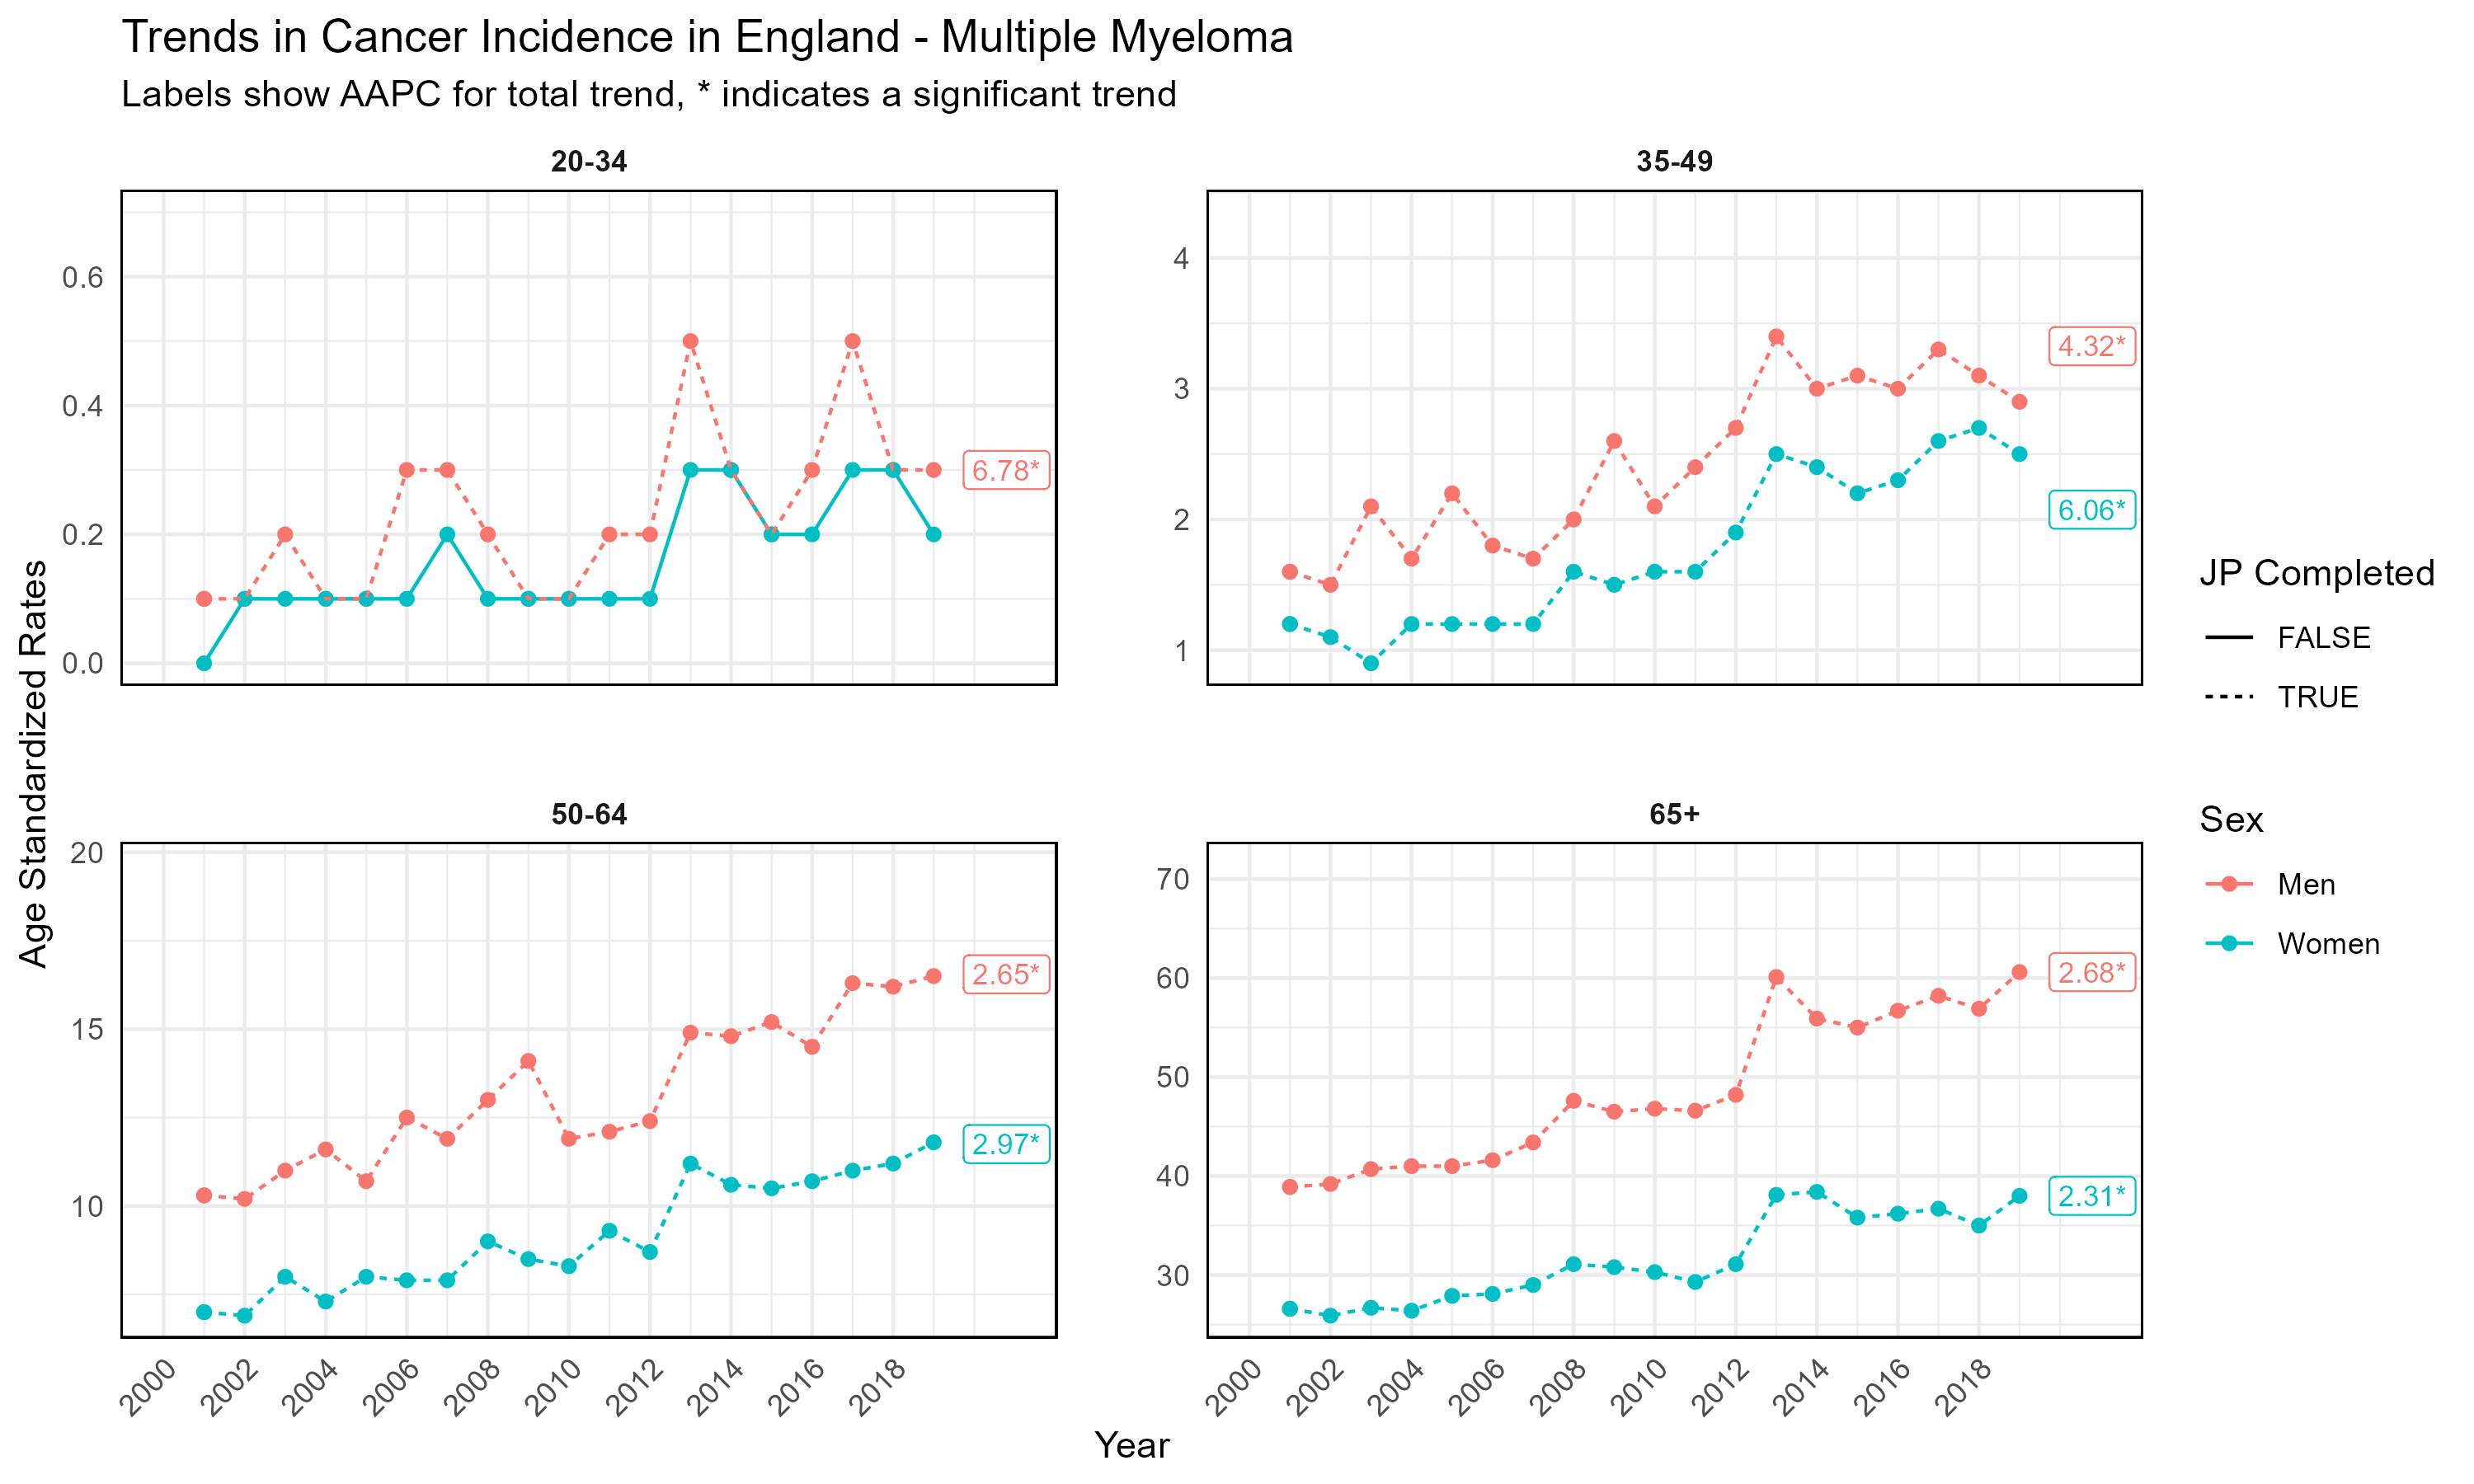 Trends in Cancer Incidence in England - Multiple Myeloma
Labels show AAPC for total trend, * indicates a significant trend
Age Standardized Rates
20-34
0.6
0.4
0.2
0.0
6.78*
35-49
4
3
2
1
4.32*
6.06*
50-64
20
15
10
2.65*
2.97*
2000 2002 2004 2006 2008 2010 2012 2014 2016 2018
65+
70
60
50
40
30
2.68*
2.31*
2000 2002 2004 2006 2008 2010 2012 2014 2016 2018
Year
JP Completed
FALSE
TRUE
Sex
Men
Women